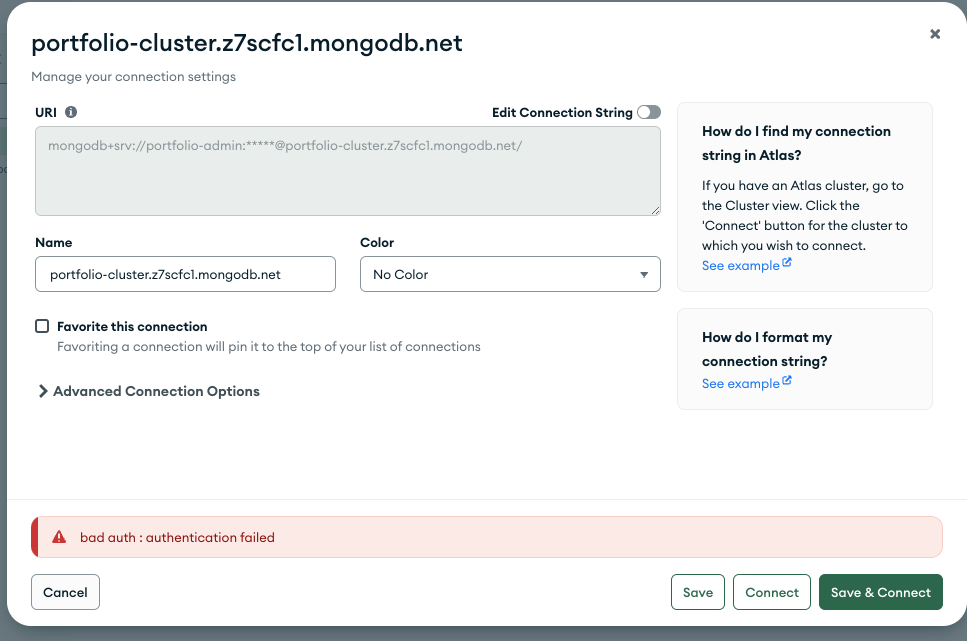 portfolio-cluster.z7scfc1.mongodb.net
Manage your connection settings
URI
Edit Connection String
mongodb+srv://portfolio-admin:*****@portfolio-cluster.z7scfc1.mongodb.net/
Name
Color
portfolio-cluster.z7scfc1.mongodb.net
No Color
Favorite this connection
Favoriting a connection will pin it to the top of your list of connections
Advanced Connection Options
How do I find my connection
string in Atlas?
If you have an Atlas cluster, go to
the Cluster view. Click the
'Connect' button for the cluster to
which you wish to connect.
See example
How do I format my
connection string?
See example
bad auth : authentication failed
Cancel
Save
Connect
Save & Connect